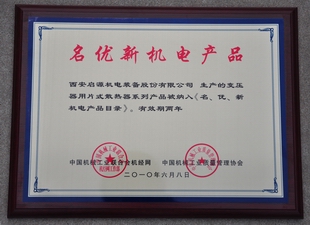 名优新机电产品
西安启源机电装备股份有限公司 生产的变压
器用片式散热器系列产品被纳入《名、优、新
机电产品目录》。有效期两年
中国机械工业联合会机经网 中国机械工业质量管理协会
二〇一〇年六月八日